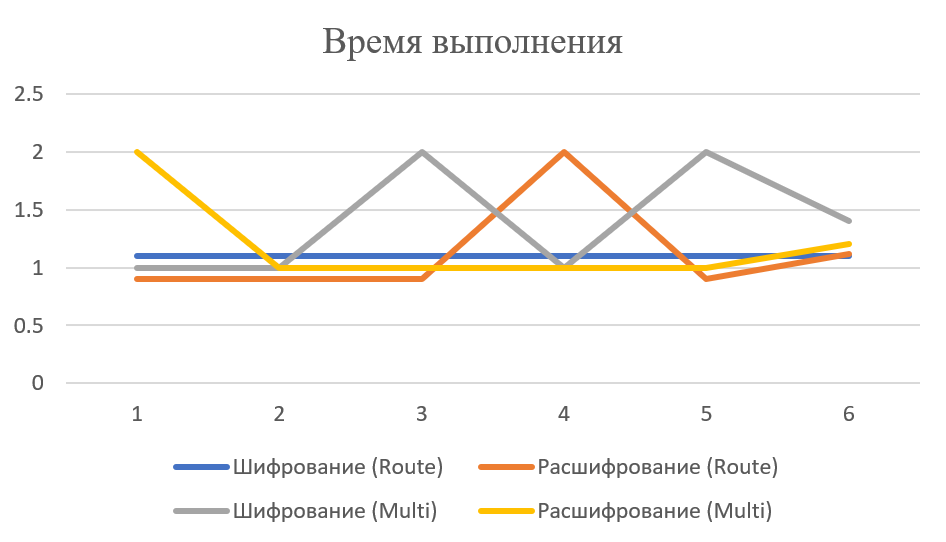 Время выполнения
2.5
2
1.5
1
0.5
0
1 2 3 4 5 6
Шифрование (Route) Расшифрование (Route)
Шифрование (Multi) Расшифрование (Multi)